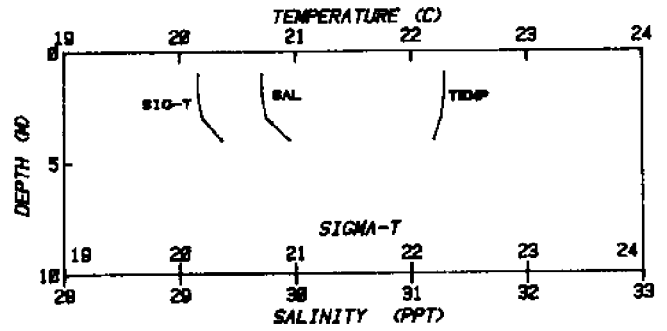 TEMPERATURE (C)
19 20 21 22 23 24
0
SIG-T SAL TEMP
DEPTH (M)
5
SIGMA-T
19 20 21 22 23 24
10
28 29 30 31 32 33
SALINITY (PPT)